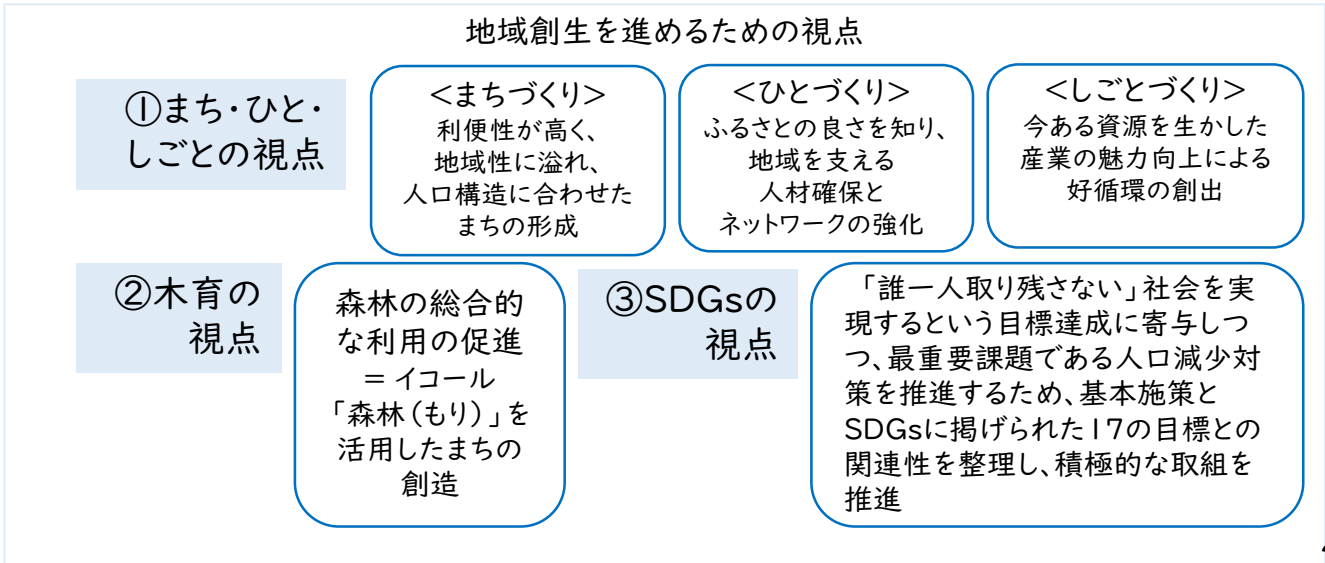 地域創生を進めるための視点
①まち・ひと・
しごとの視点
<まちづくり>
利便性が高く、
地域性に溢れ、
人口構造に合わせた
まちの形成
<ひとづくり>
ふるさとの良さを知り、
地域を支える
人材確保と
ネットワークの強化
<しごとづくり>
今ある資源を生かした
産業の魅力向上による
好循環の創出
②木育の
視点
森林の総合的
な利用の促進
= イコール
「森林(もり)」を
活用したまちの
創造
③SDGsの
視点
「誰一人取り残さない」社会を実
現するという目標達成に寄与しつ
つ、最重要課題である人口減少対
策を推進するため、基本施策と
SDGsに掲げられた17の目標との
関連性を整理し、積極的な取組を
推進